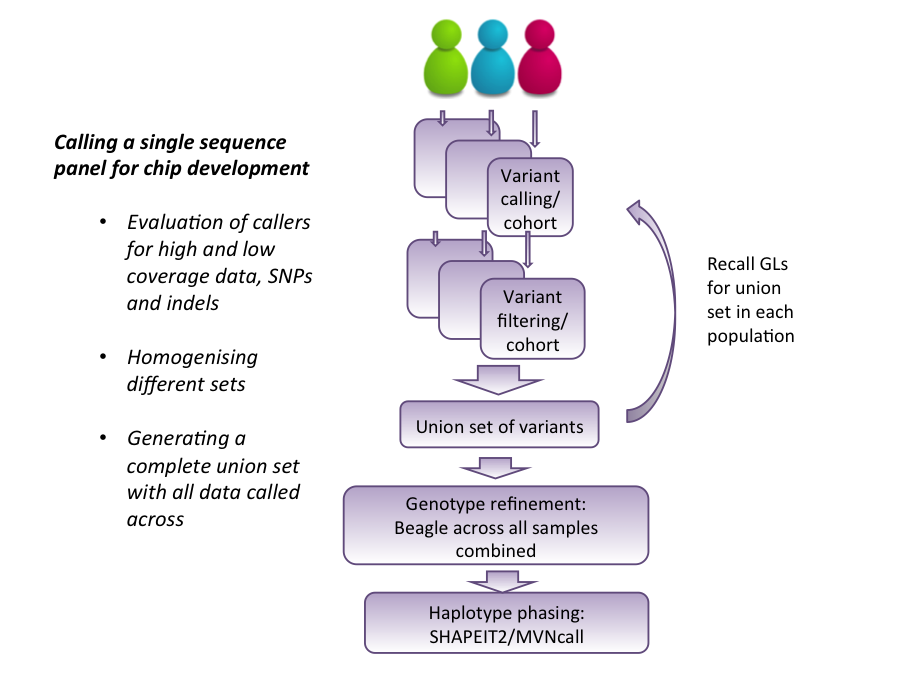 Calling a single sequence
panel for chip development
• Evaluation of callers
for high and low
coverage data, SNPs
and indels
• Homogenising
different sets
• Generating a
complete union set
with all data called
across
Variant
calling/
cohort
Variant
filtering/
cohort
Union set of variants
Genotype refinement:
Beagle across all samples
combined
Haplotype phasing:
SHAPEIT2/MVNcall
Recall GLs
for union
set in each
population